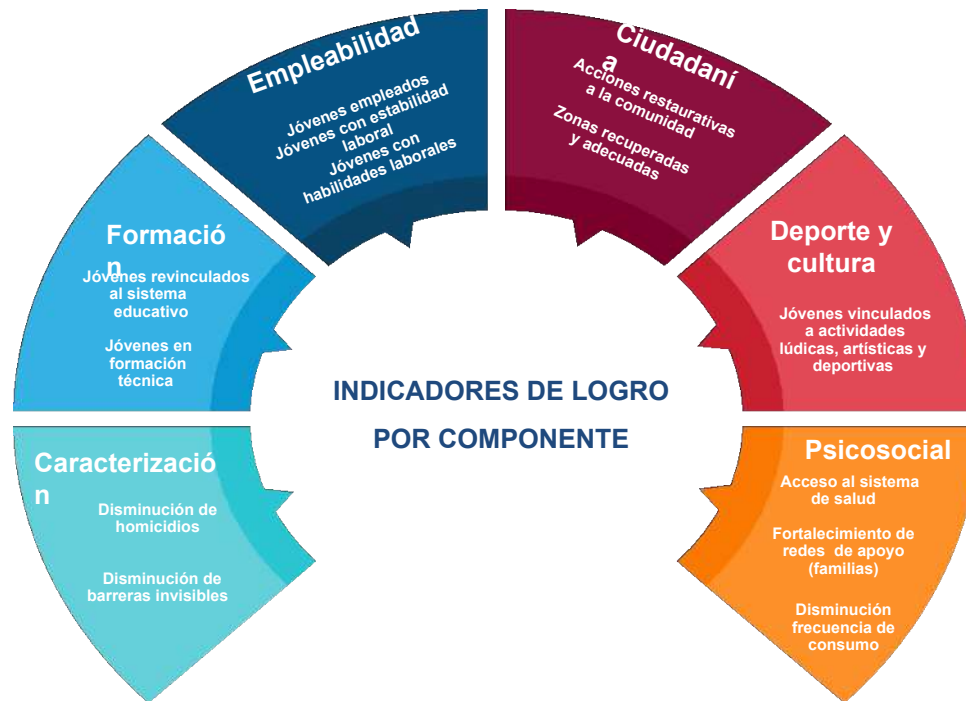 Empleabilidad
Jóvenes empleados
Jóvenes con estabilidad
laboral
Jóvenes con
habilidades laborales
Ciudadaní
a
Acciones restaurativas
a la comunidad
Zonas recuperadas
y adecuadas
Formació
n
Jóvenes revinculados
al sistema
educativo
Jóvenes en
formación
técnica
Deporte y
cultura
Jóvenes vinculados
a actividades
lúdicas, artísticas y
deportivas
INDICADORES DE LOGRO
POR COMPONENTE
Caracterizació
n
Disminución de
homicidios
Disminución de
barreras invisibles
Psicosocial
Acceso al sistema
de salud
Fortalecimiento de
redes de apoyo
(familias)
Disminución
frecuencia de
consumo